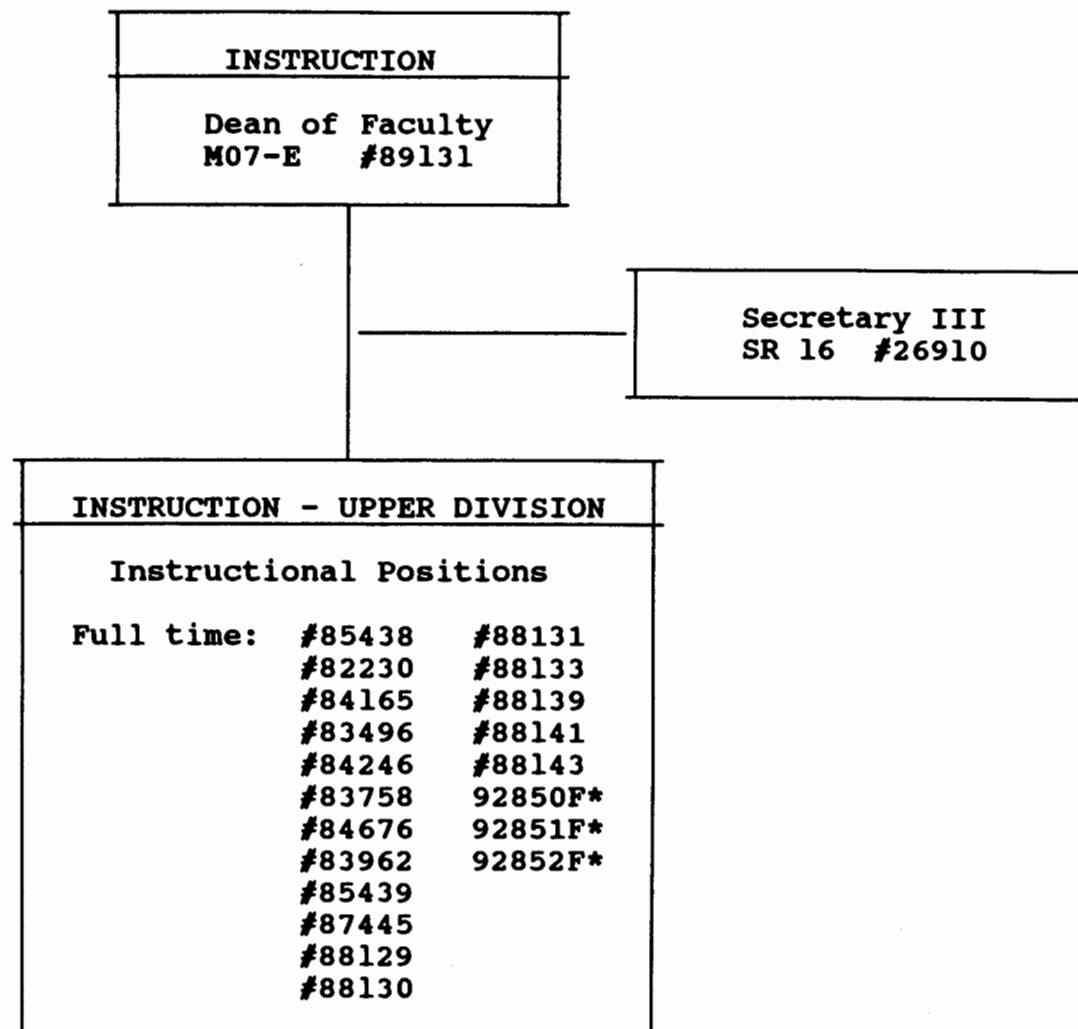 INSTRUCTION
Dean of Faculty
M07-E #89131
Secretary III
SR 16 #26910
INSTRUCTION - UPPER DIVISION
Instructional Positions
Full time: #85438 #88131
#82230 #88133
#84165 #88139
#83496 #88141
#84246 #88143
#83758 92850F*
#84676 92851F*
#83962 92852F*
#85439
#87445
#88129
#88130